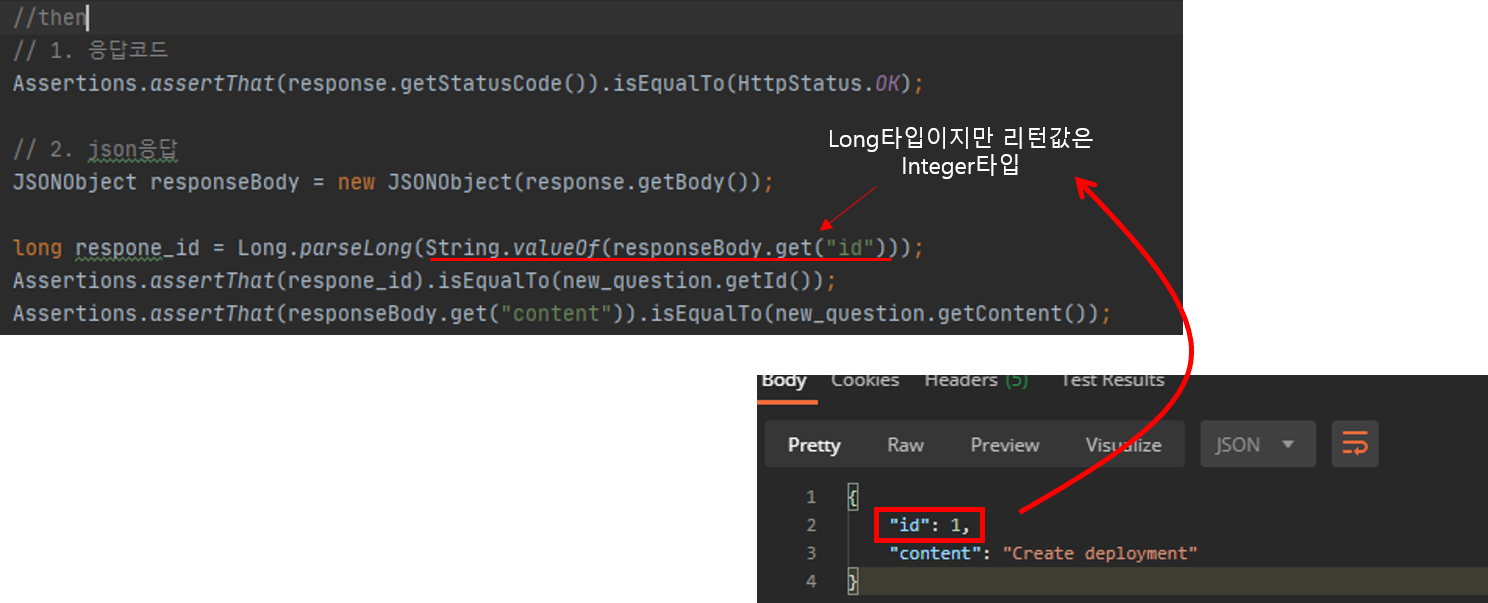 //then
// 1. 응답코드
Assertions.assertThat(response.getStatusCode()).isEqualTo(HttpStatus.OK);
// 2. json응답
JSONObject responseBody = new JSONObject(response.getBody());
Long타입이지만 리턴값은
Integer타입
long respone_id = Long.parseLong(String.valueOf(responseBody.get("id")));
Assertions.assertThat(respone_id).isEqualTo(new_question.getId());
Assertions.assertThat(responseBody.get("content")).isEqualTo(new_question.getContent());
Body Cookies Headers (5) Test Results
Pretty Raw Preview Visualize JSON
1 {
2 "id": 1,
3 "content": "Create deployment"
4 }